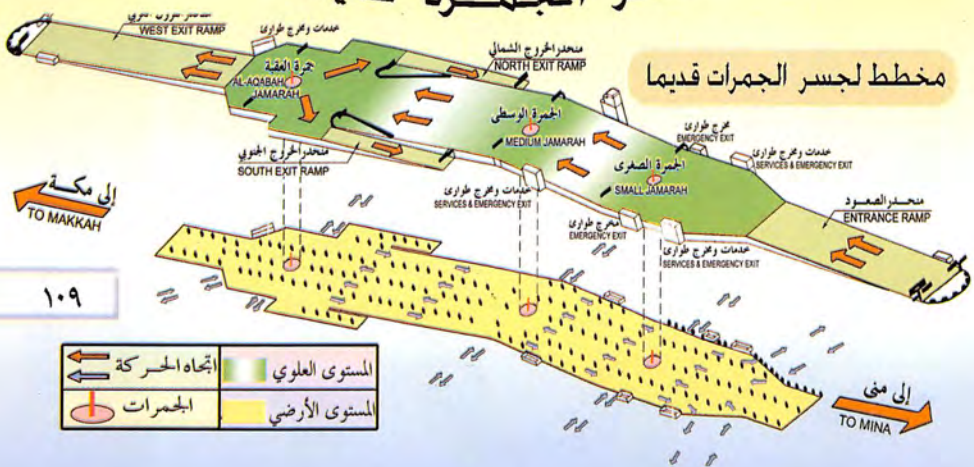 مخطط لجسر الجمرات قديما
WEST EXIT RAMP
خدمات ومخرج طوارئ
جمرة العقبة
AL-AQABAH
JAMARAH
منحدر الخروج الشمالي
NORTH EXIT RAMP
الجمرة الوسطى
MEDIUM JAMARAH
مخرج طوارئ
EMERGENCY EXIT
خدمات ومخرج طوارئ
SERVICES & EMERGENCY EXIT
الجمرة الصغرى
SMALL JAMARAH
منحدر الخروج الجنوبي
SOUTH EXIT RAMP
خدمات ومخرج طوارئ
SERVICES & EMERGENCY EXIT
منحدر الصعود
ENTRANCE RAMP
مخرج طوارئ
EMERGENCY EXIT
خدمات ومخرج طوارئ
SERVICES & EMERGENCY EXIT
إلى مكة
TO MAKKAH
١٠٩
المستوى العلوي
اتجاه الحركة
المستوى الأرضي
الجمرات
إلى منى
TO MINA